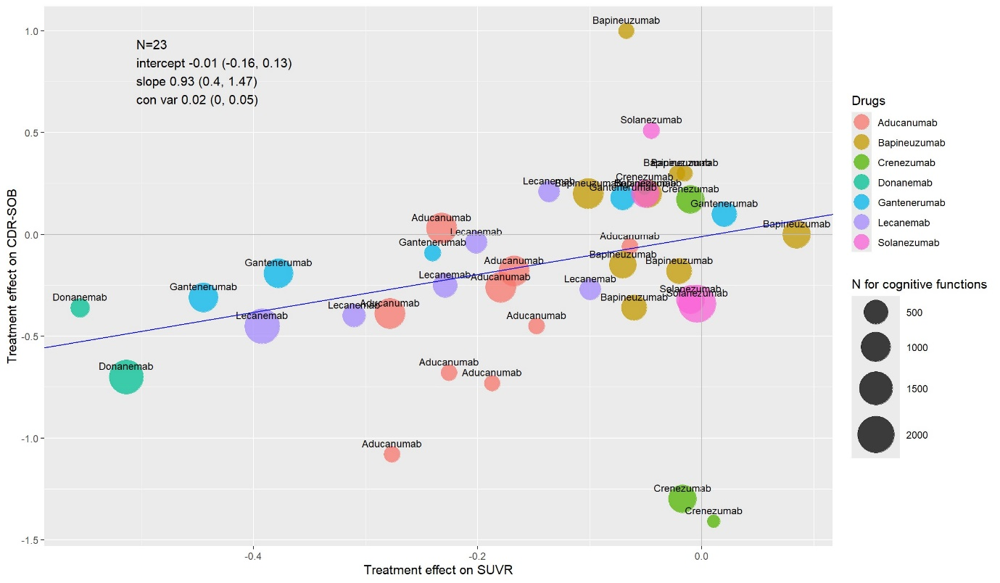 Bapineuzumab
1.0
N=23
intercept -0.01 (-0.16, 0.13)
slope 0.93 (0.4, 1.47)
con var 0.02 (0, 0.05)
Solanezumab
0.5
Bapineuzumab
Bapineuzumab
Crenezumab
Lecanemab
Bapineuzumab
Gantenerumab
Crenezumab
Gantenerumab
Aducanumab
Bapineuzumab
Lecanemab
Aducanumab
0.0
Gantenerumab
Bapineuzumab
Gantenerumab
Aducanumab
Bapineuzumab
Lecanemab
Aducanumab
Lecanemab
Gantenerumab
Solanezumab
Solanezumab
Donanemab
Bapineuzumab
Lecanemab
Aducanumab
Lecanemab
Aducanumab
-0.5
Donanemab
Aducanumab
Aducanumab
Aducanumab
-1.0
Crenezumab
Crenezumab
-1.5
-0.4
-0.2
0.0
Treatment effect on SUVR
Treatment effect on CDR-SOB
Drugs
Aducanumab
Bapineuzumab
Crenezumab
Donanemab
Gantenerumab
Lecanemab
Solanezumab
N for cognitive functions
500
1000
1500
2000